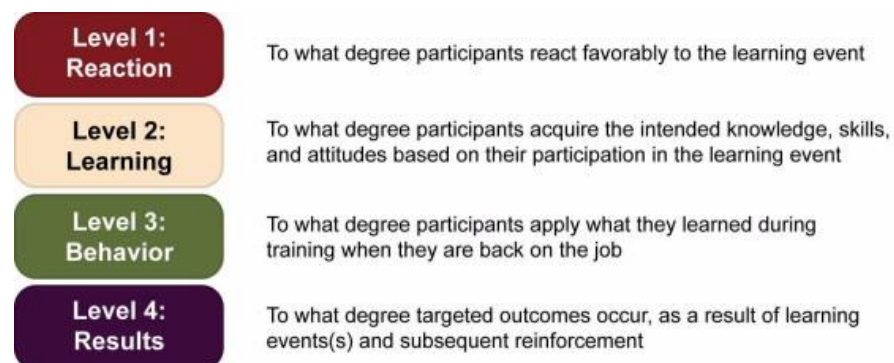 Level 1:
Reaction
To what degree participants react favorably to the learning event
Level 2:
Learning
To what degree participants acquire the intended knowledge, skills,
and attitudes based on their participation in the learning event
Level 3:
Behavior
To what degree participants apply what they learned during
training when they are back on the job
Level 4:
Results
To what degree targeted outcomes occur, as a result of learning
events(s) and subsequent reinforcement